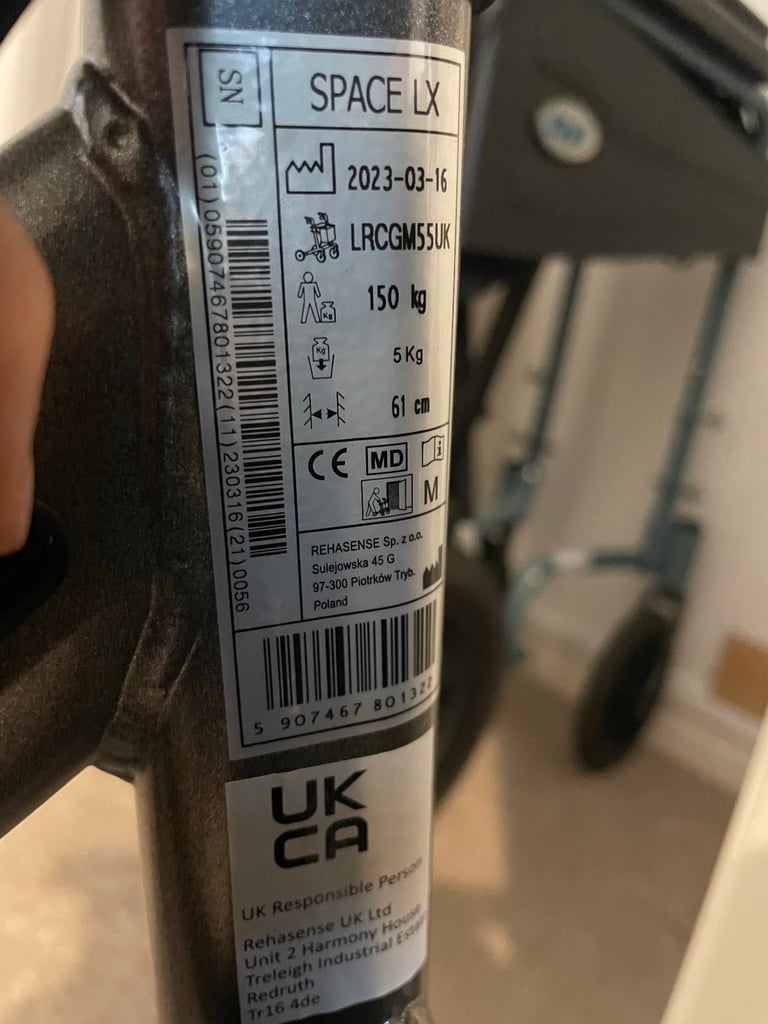 SN
SPACE LX
2023-03-16
LRCGM55UK
150 kg
Kg
5 Kg
Kg
61 cm
(01)05907467801322(11)230316(21)0056
CE
MD
i
M
REHASENSE Sp. z o.o.
Sulejowska 45 G
97-300 Piotrków Tryb.
Poland
5 907467 801322
UK
CA
UK Responsible Person
Rehasense UK Ltd
Unit 2 Harmony House
Treleigh Industrial Estate
Redruth
Tr16 4de